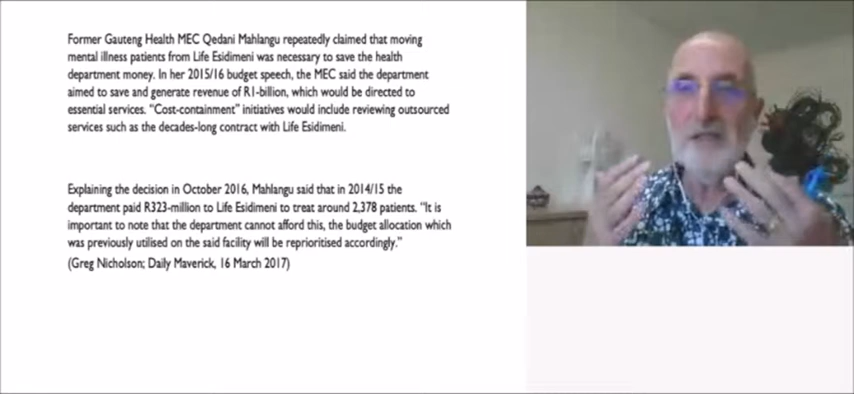 Former Gauteng Health MEC Qedani Mahlangu repeatedly claimed that moving
mental illness patients from Life Esidimeni was necessary to save the health
department money. In her 2015/16 budget speech, the MEC said the department
aimed to save and generate revenue of R1-billion, which would be directed to
essential services. “Cost-containment” initiatives would include reviewing outsourced
services such as the decades-long contract with Life Esidimeni.
Explaining the decision in October 2016, Mahlangu said that in 2014/15 the
department paid R323-million to Life Esidimeni to treat around 2,378 patients. “It is
important to note that the department cannot afford this, the budget allocation which
was previously utilised on the said facility will be reprioritised accordingly.”
(Greg Nicholson; Daily Maverick, 16 March 2017)